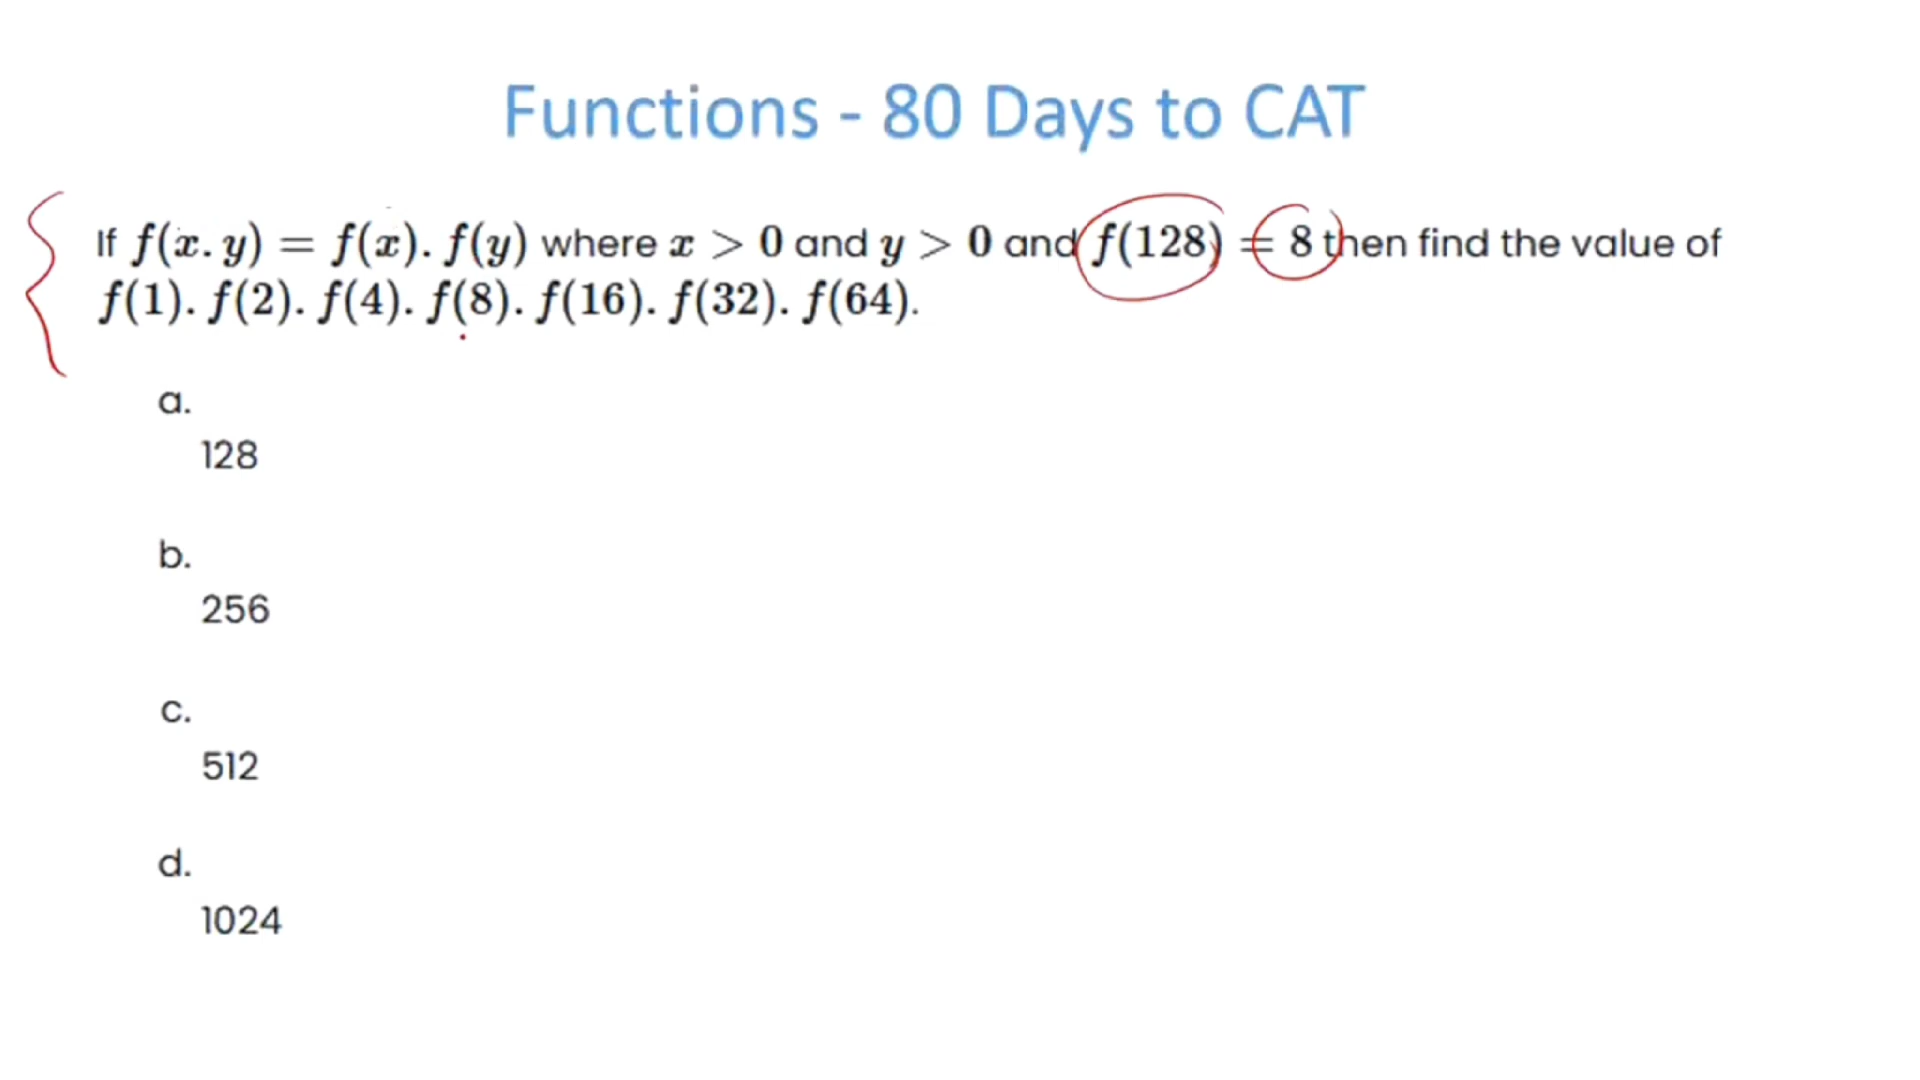 Functions - 80 Days to CAT
If f(x. y) = f(x). f(y) where x > 0 and y > 0 and f(128) = 8 then find the value of
f(1). f(2). f(4). f(8). f(16). f(32). f(64).
a.
128
b.
256
c.
512
d.
1024